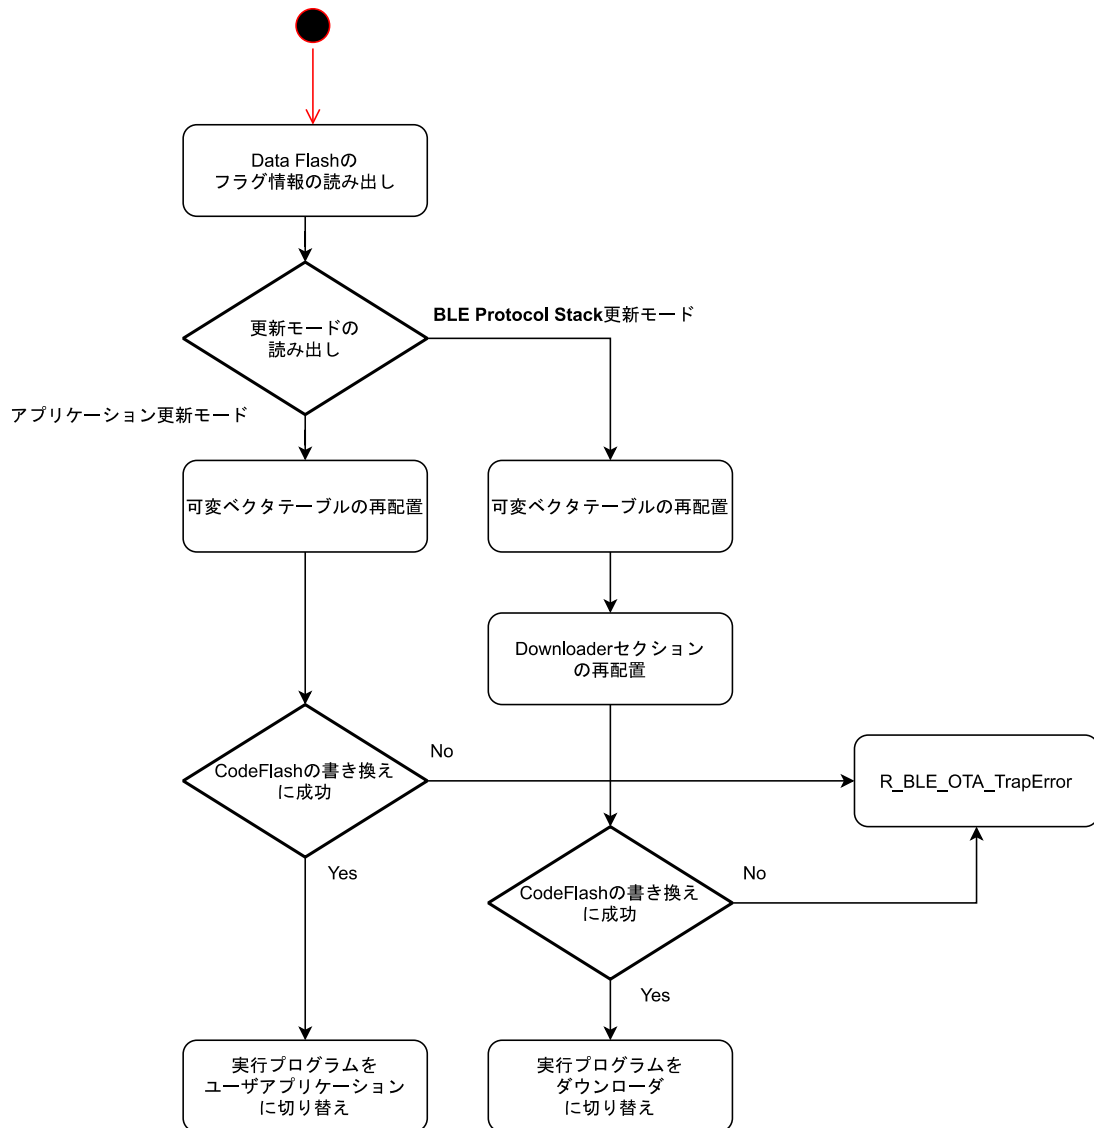 Data Flashの
フラグ情報の読み出し
BLE Protocol Stack更新モード
更新モードの
読み出し
アプリケーション更新モード
可変ベクタテーブルの再配置
可変ベクタテーブルの再配置
Downloaderセクション
の再配置
No
CodeFlashの書き換え
に成功
R_BLE_OTA_TrapError
Yes
No
CodeFlashの書き換え
に成功
Yes
実行プログラムを
ユーザアプリケーション
に切り替え
実行プログラムを
ダウンローダ
に切り替え